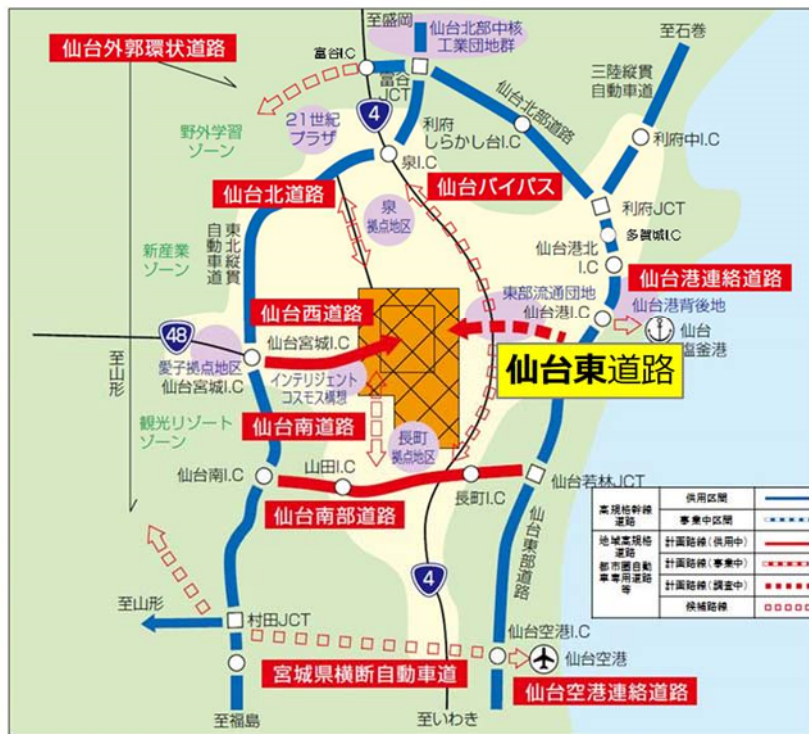 至盛岡
仙台北部中核
工業団地群
至石巻
仙台外郭環状道路
富谷I.C
富谷
JCT
三陸縦貫
自動車道
4
仙台北部道路
21世紀
プラザ
野外学習
ゾーン
利府
しらかし台I.C
利府中I.C
泉I.C
仙台北道路
仙台バイパス
泉
拠点地区
利府JCT
多賀城I.C
東北縦貫
自動車道
新産業
ゾーン
仙台港北
I.C
仙台港連絡道路
東部流通団地
仙台港背後地
仙台西道路
仙台港I.C
仙台
塩釜港
48
仙台宮城I.C
愛子拠点地区
仙台宮城I.C
仙台東道路
至山形
インテリジェント
コスモス構想
観光リゾート
ゾーン
仙台南道路
長町
拠点地区
仙台南I.C
山田I.C
長町I.C
仙台若林JCT
仙台南部道路
仙台東部道路
高規格幹線
道路
供用区間
事業中区間
地域高規格
道路
都市圏自動
車専用道路
等
計画路線(供用中)
計画路線(事業中)
計画路線(調査中)
候補路線
4
至山形
村田JCT
仙台空港I.C
仙台空港
宮城県横断自動車道
仙台空港連絡道路
至福島
至いわき